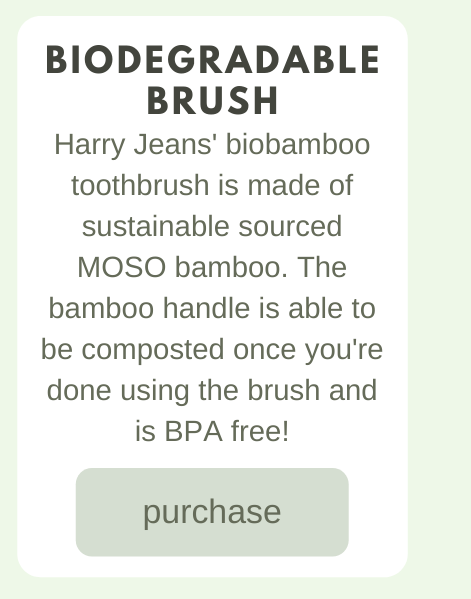 BIODEGRADABLE
BRUSH
Harry Jeans' biobamboo
toothbrush is made of
sustainable sourced
MOSO bamboo. The
bamboo handle is able to
be composted once you're
done using the brush and
is BPA free!
purchase